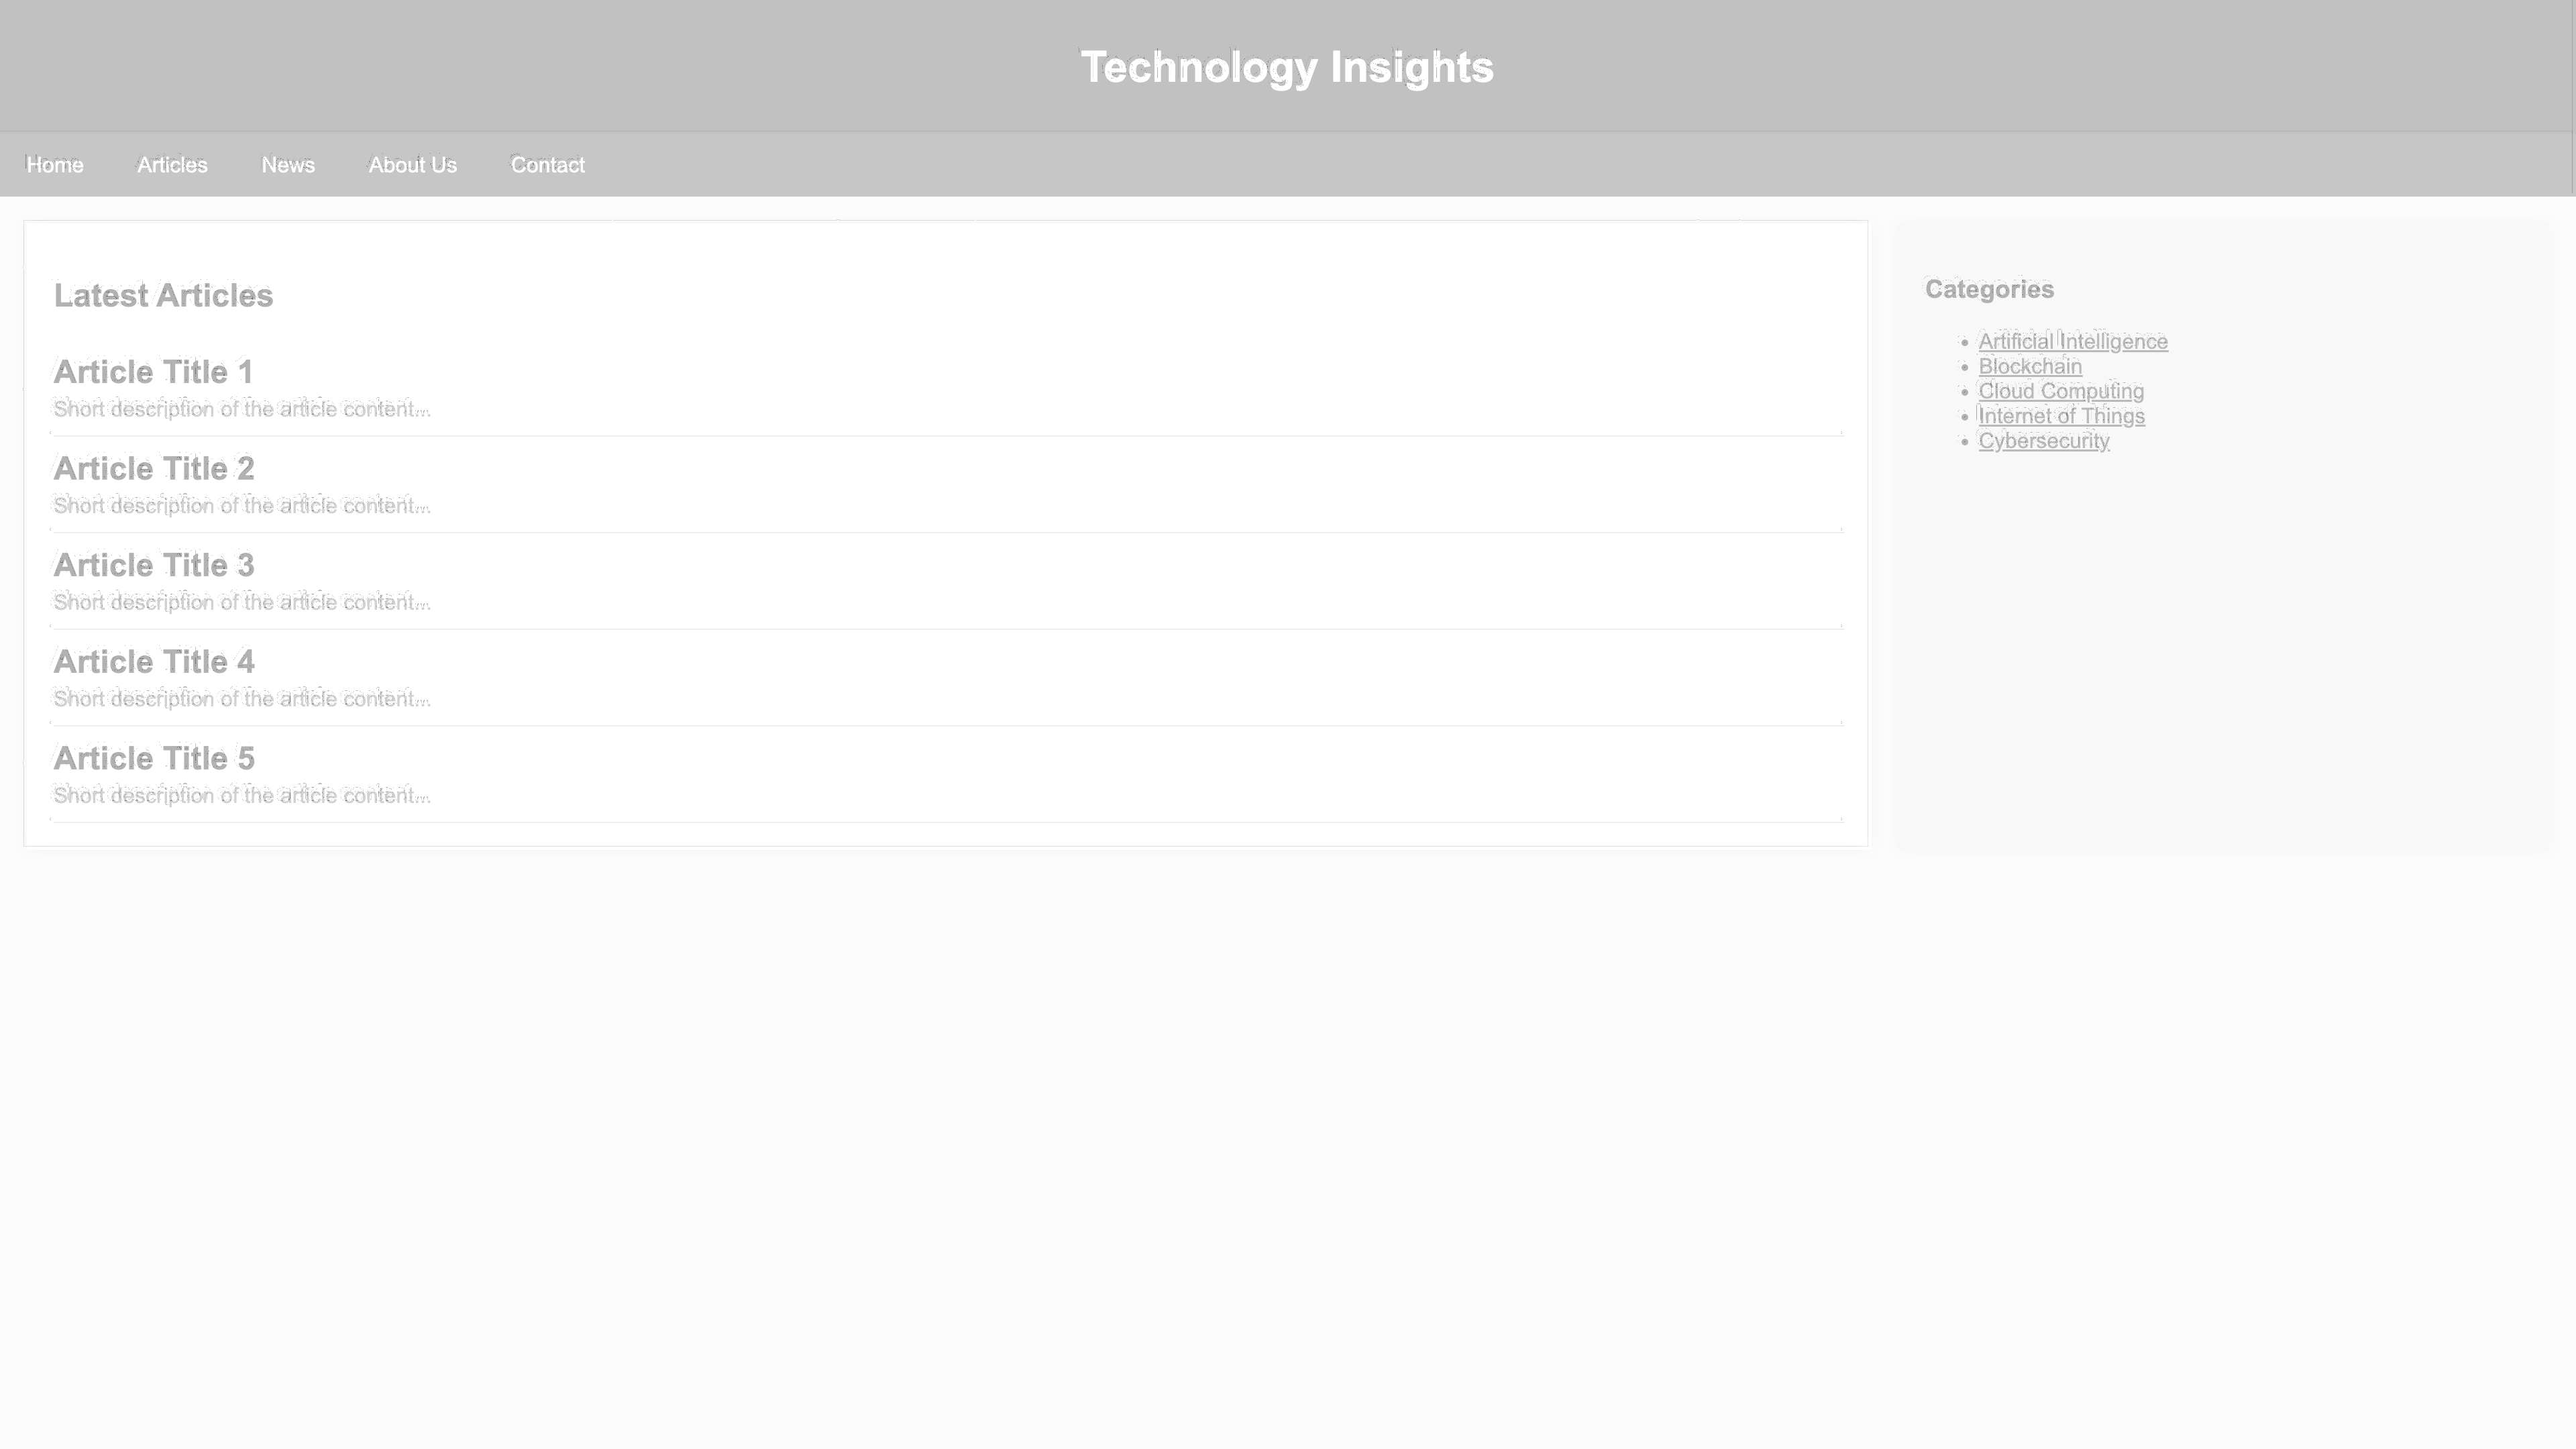 Technology Insights
Home Articles News About Us Contact
Latest Articles
Article Title 1
Short description of the article content...
Article Title 2
Short description of the article content...
Article Title 3
Short description of the article content...
Article Title 4
Short description of the article content...
Article Title 5
Short description of the article content...
Categories
Artificial Intelligence
Blockchain
Cloud Computing
Internet of Things
Cybersecurity